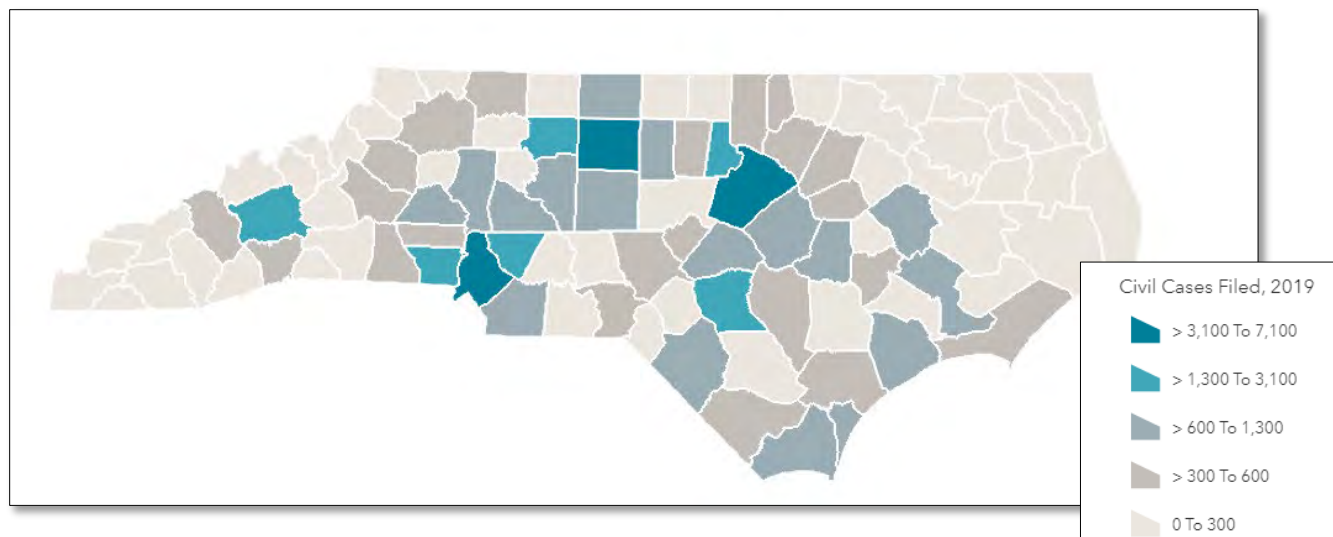 Civil Cases Filed, 2019
> 3,100 To 7,100
> 1,300 To 3,100
> 600 To 1,300
> 300 To 600
0 To 300